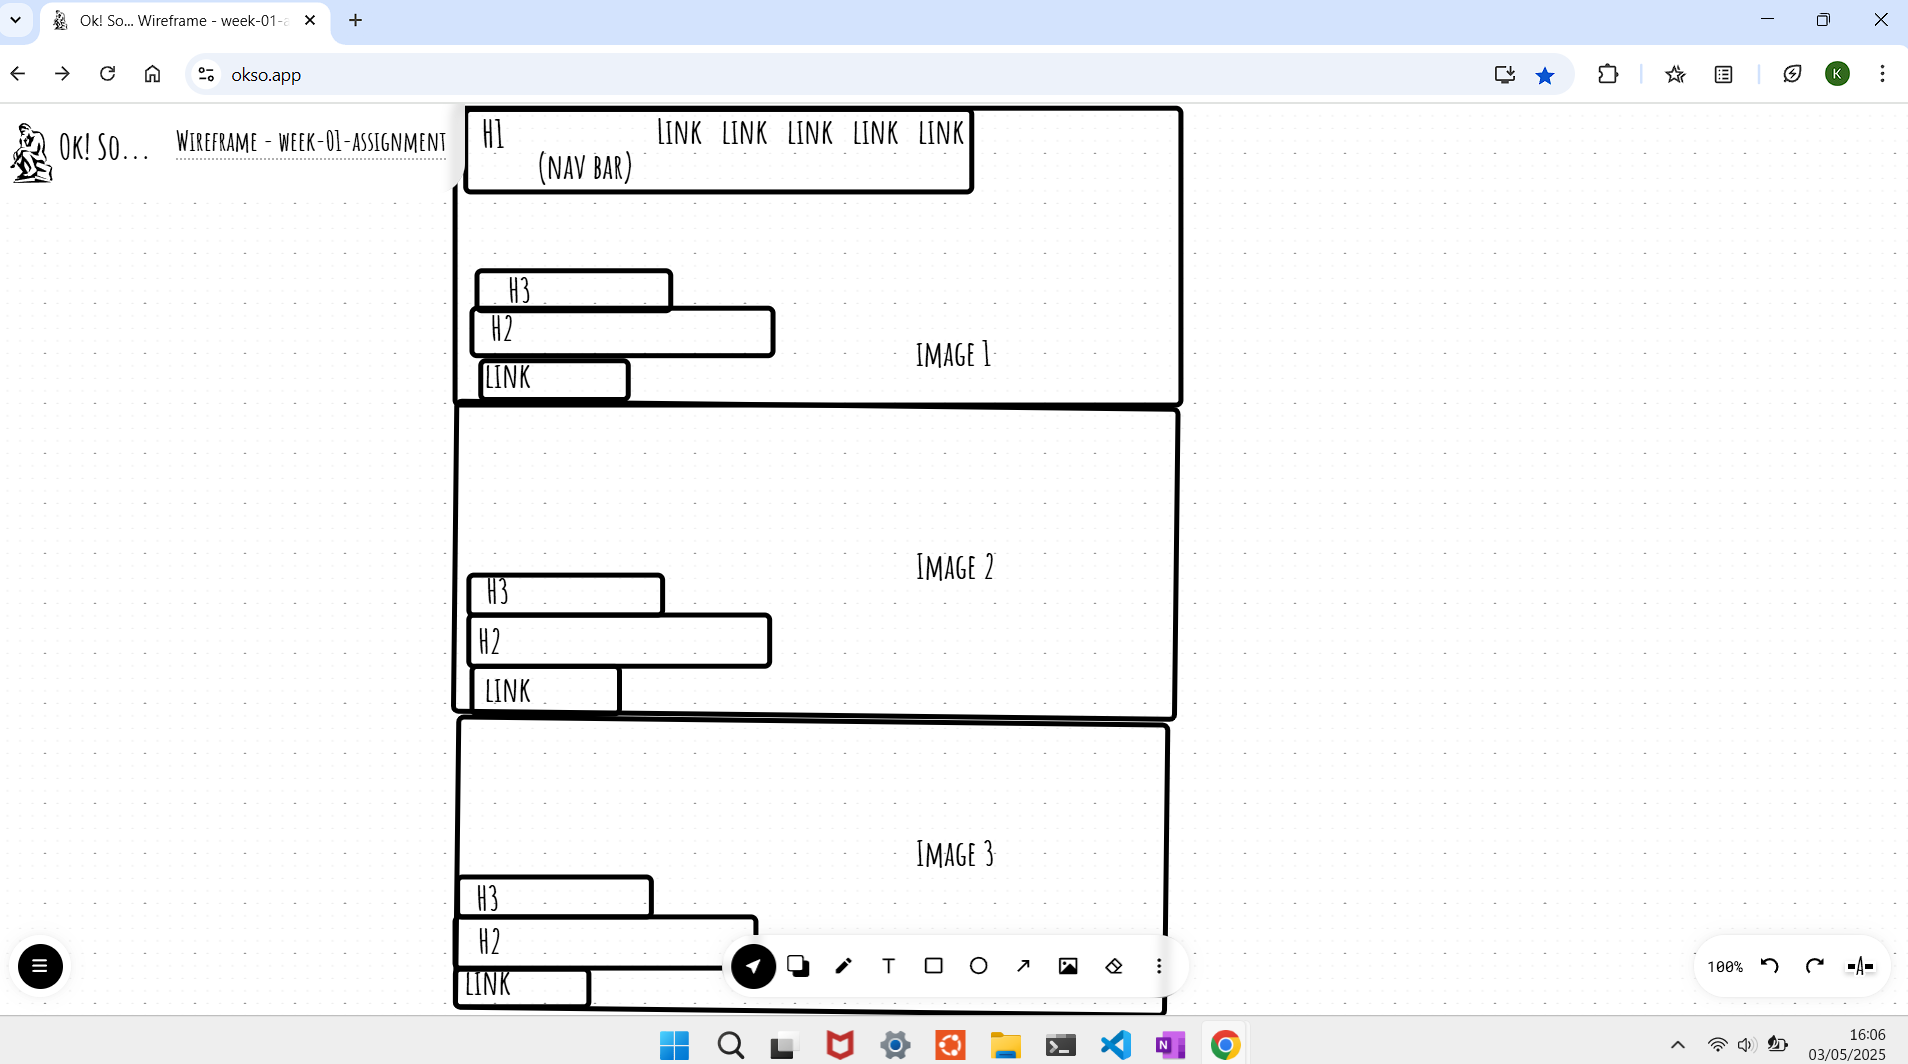 Ok! So... Wireframe - week-01-a
okso.app
K
Ok! So...
Wireframe - week-01-assignment
H1
Link link link link link
(nav bar)
H3
H2
link
image 1
Image 2
H3
H2
link
Image 3
H3
H2
link
T
100%
A
N
16:06
03/05/2025